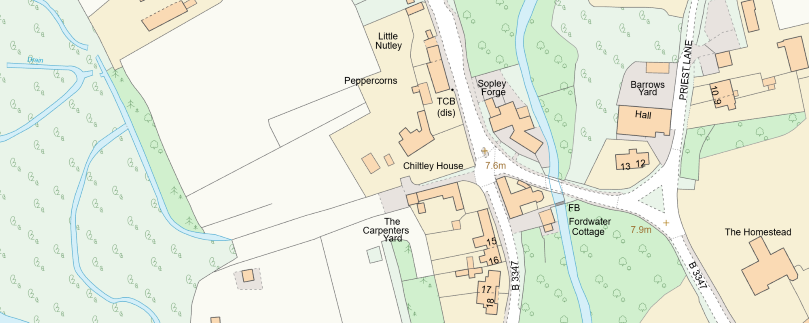 Little
Nutley
Drain
Peppercorns
Sopley
Forge
TCB
(dis)
PRIEST LANE
Barrows
Yard
Hall
10
9
Chiltley House
7.6m
13
12
The
Carpenters
Yard
FB
Fordwater
Cottage
7.9m
The Homestead
15
16
17
18
B 3347
B 3347